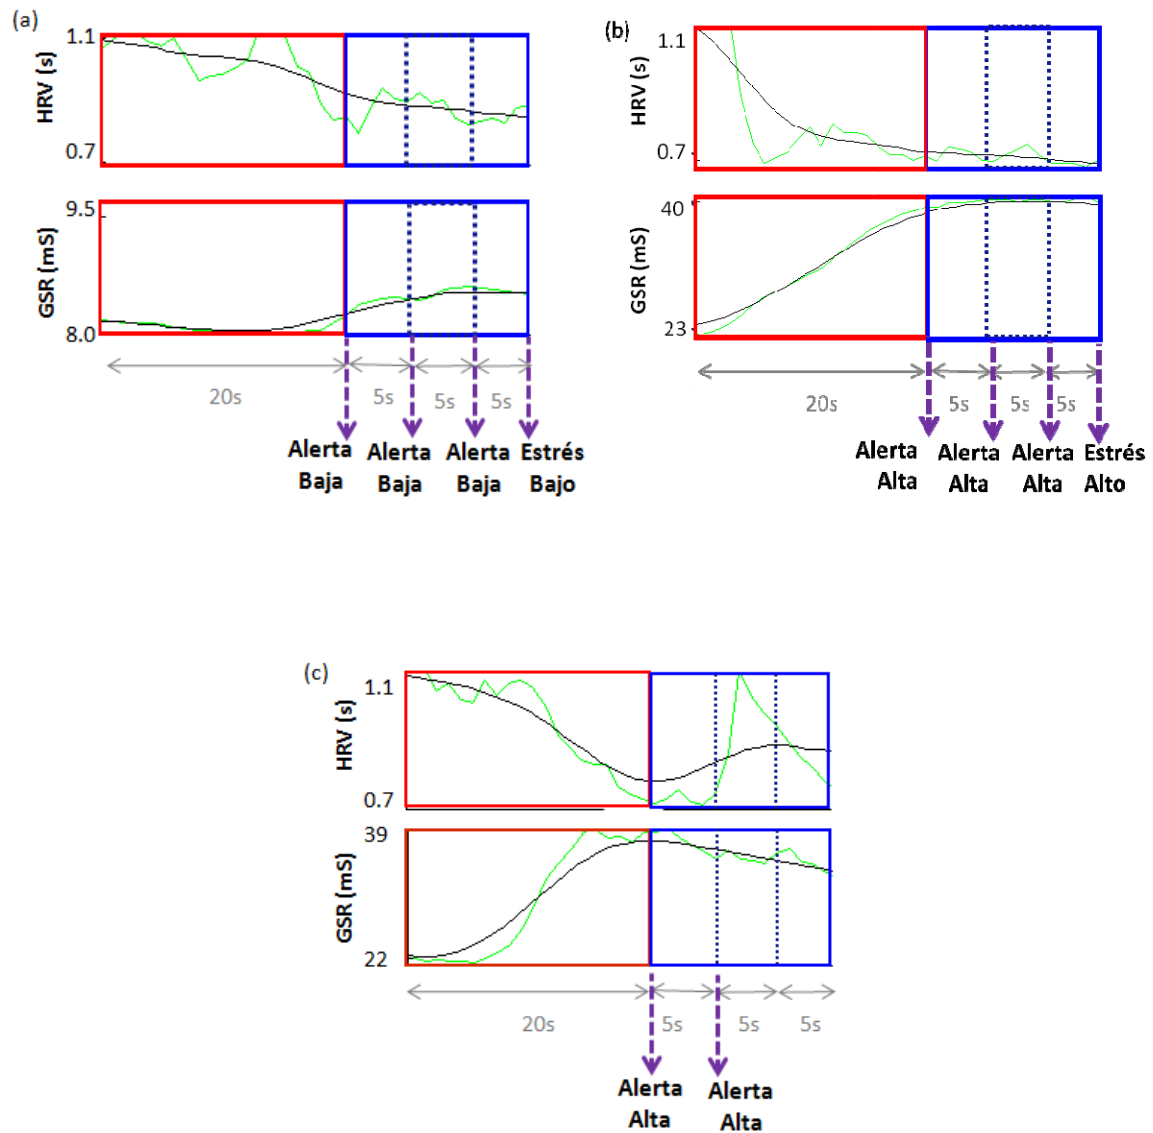 (a)
1.1
HRV (s)
0.7
9.5
GSR (mS)
8.0
20s
5s
5s
5s
Alerta
Baja
Alerta
Baja
Alerta
Baja
Estrés
Bajo
(b)
1.1
HRV (s)
0.7
40
GSR (mS)
23
20s
5s
5s
5s
Alerta
Alta
Alerta
Alta
Alerta
Alta
Estrés
Alto
(c)
1.1
HRV (s)
0.7
39
GSR (mS)
22
20s
5s
5s
5s
Alerta
Alta
Alerta
Alta